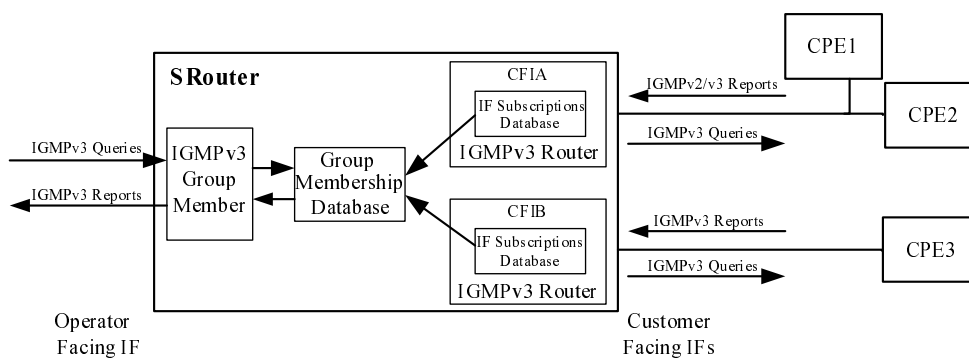 CPE1
SRouter
CFIA
IGMPv2/v3 Reports
IF Subscriptions
Database
CPE2
IGMPv3 Queries
IGMPv3 Router
IGMPv3 Queries
IGMPv3
Group
Member
Group
Membership
Database
IGMPv3 Reports
CFIB
IGMPv3 Reports
IF Subscriptions
Database
CPE3
IGMPv3 Queries
IGMPv3 Router
Operator
Facing IF
Customer
Facing IFs